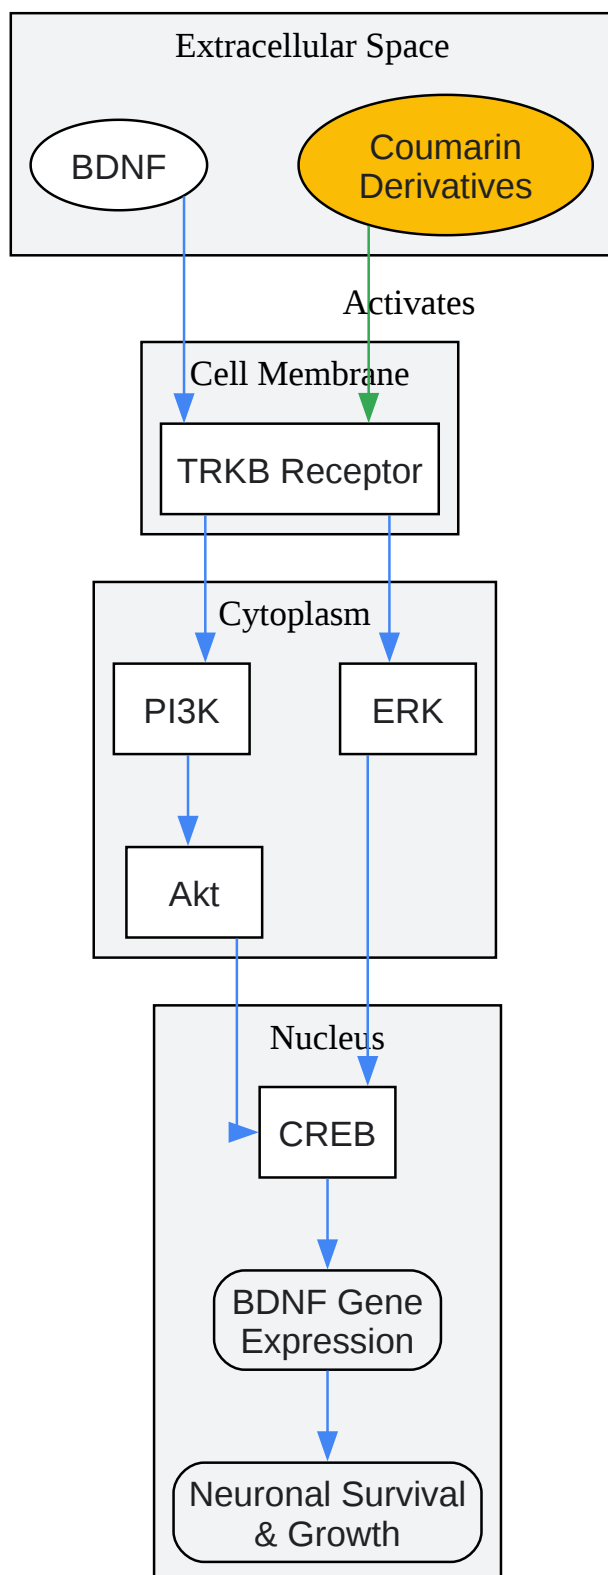 Extracellular Space
BDNF
Coumarin
Derivatives
Activates
Cell Membrane
TRKB Receptor
Cytoplasm
PI3K
ERK
Akt
Nucleus
CREB
BDNF Gene
Expression
Neuronal Survival
& Growth